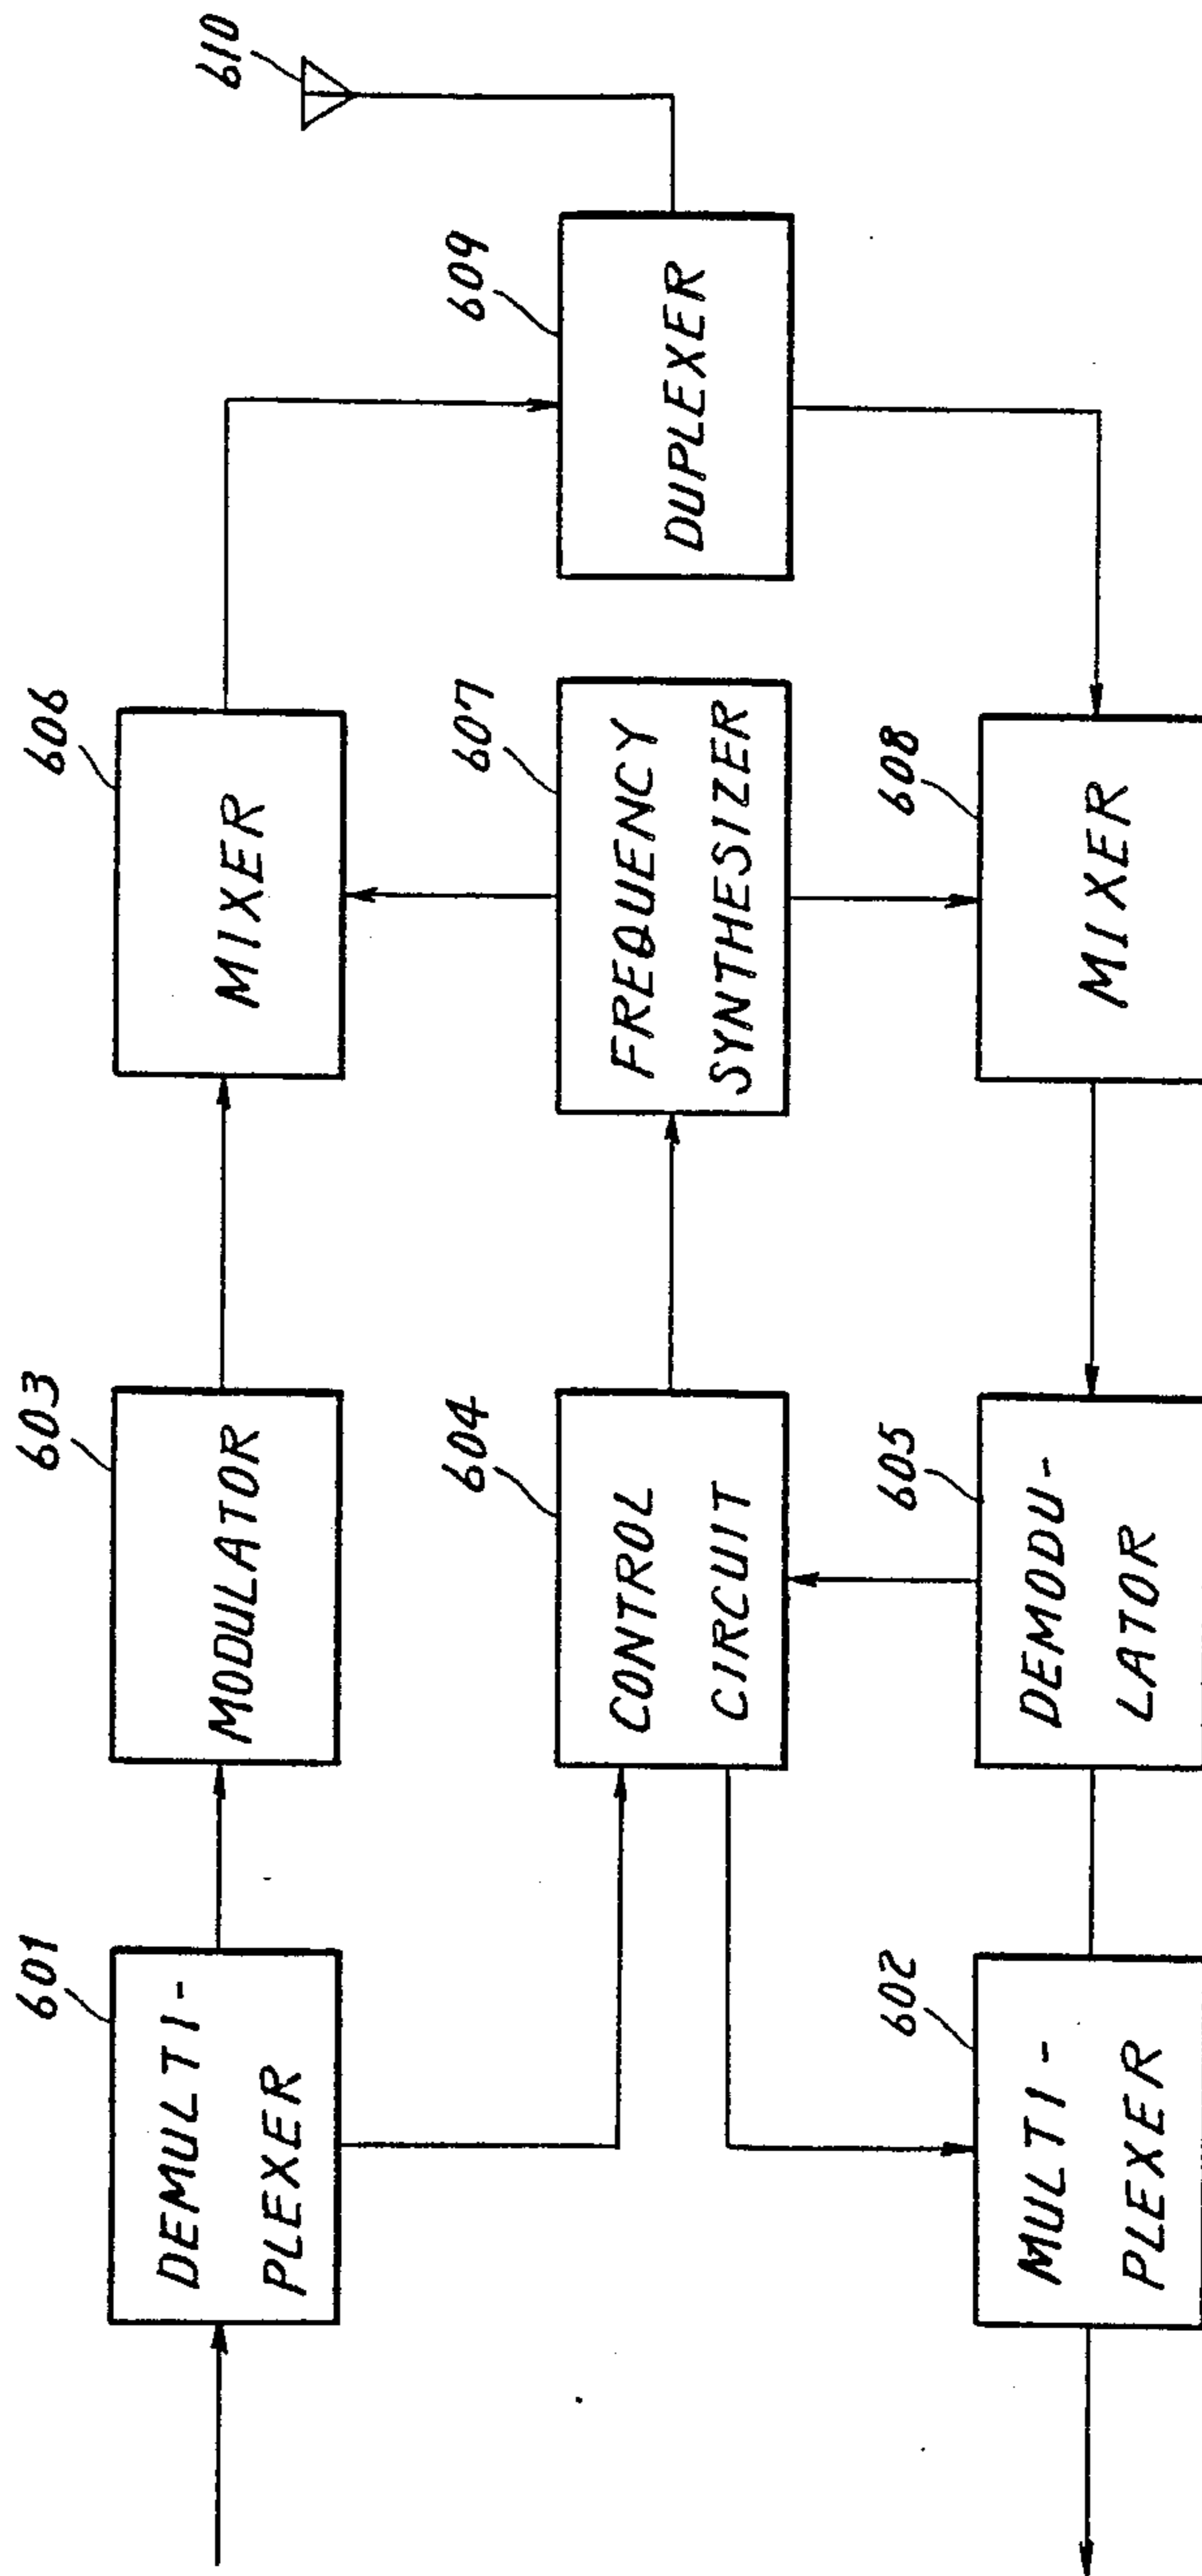 601
DEMULTI-
PLEXER
603
MODULATOR
606
MIXER
610
604
CONTROL
CIRCUIT
607
FREQUENCY
SYNTHESIZER
609
DUPLEXER
602
MULTI-
PLEXER
605
DEMODU-
LATOR
608
MIXER